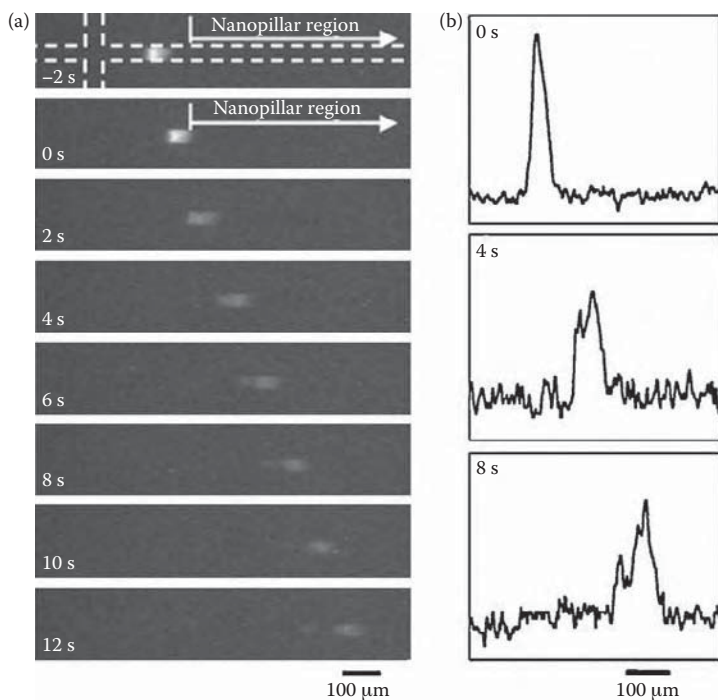 (a)
Nanopillar region
–2 s
Nanopillar region
0 s
2 s
4 s
6 s
8 s
10 s
12 s
100 μm
(b)
0 s
4 s
8 s
100 μm